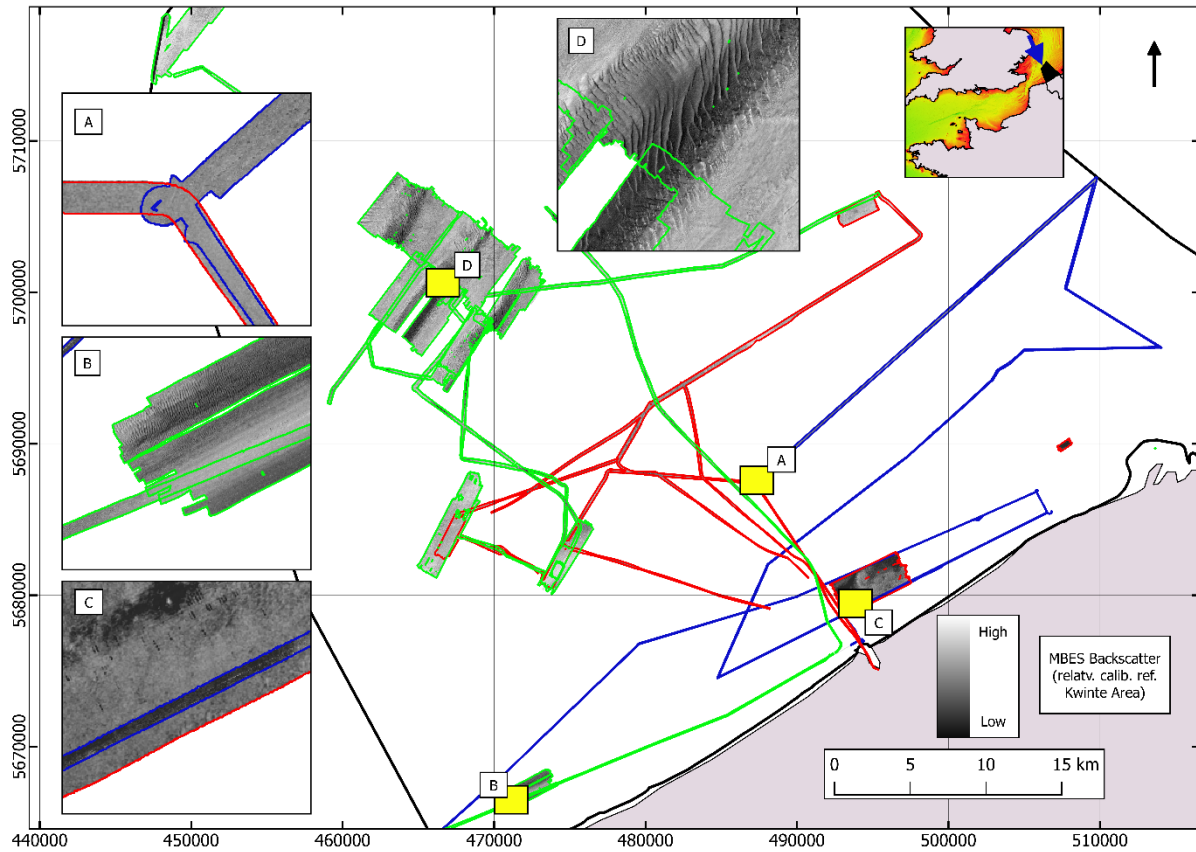 D
A
5710000
D
5700000
B
5690000
A
C
5680000
C
High
Low
MBES Backscatter
(relatv. calib. ref.
Kwinte Area)
0 5 10 15 km
5670000
B
440000 450000 460000 470000 480000 490000 500000 510000